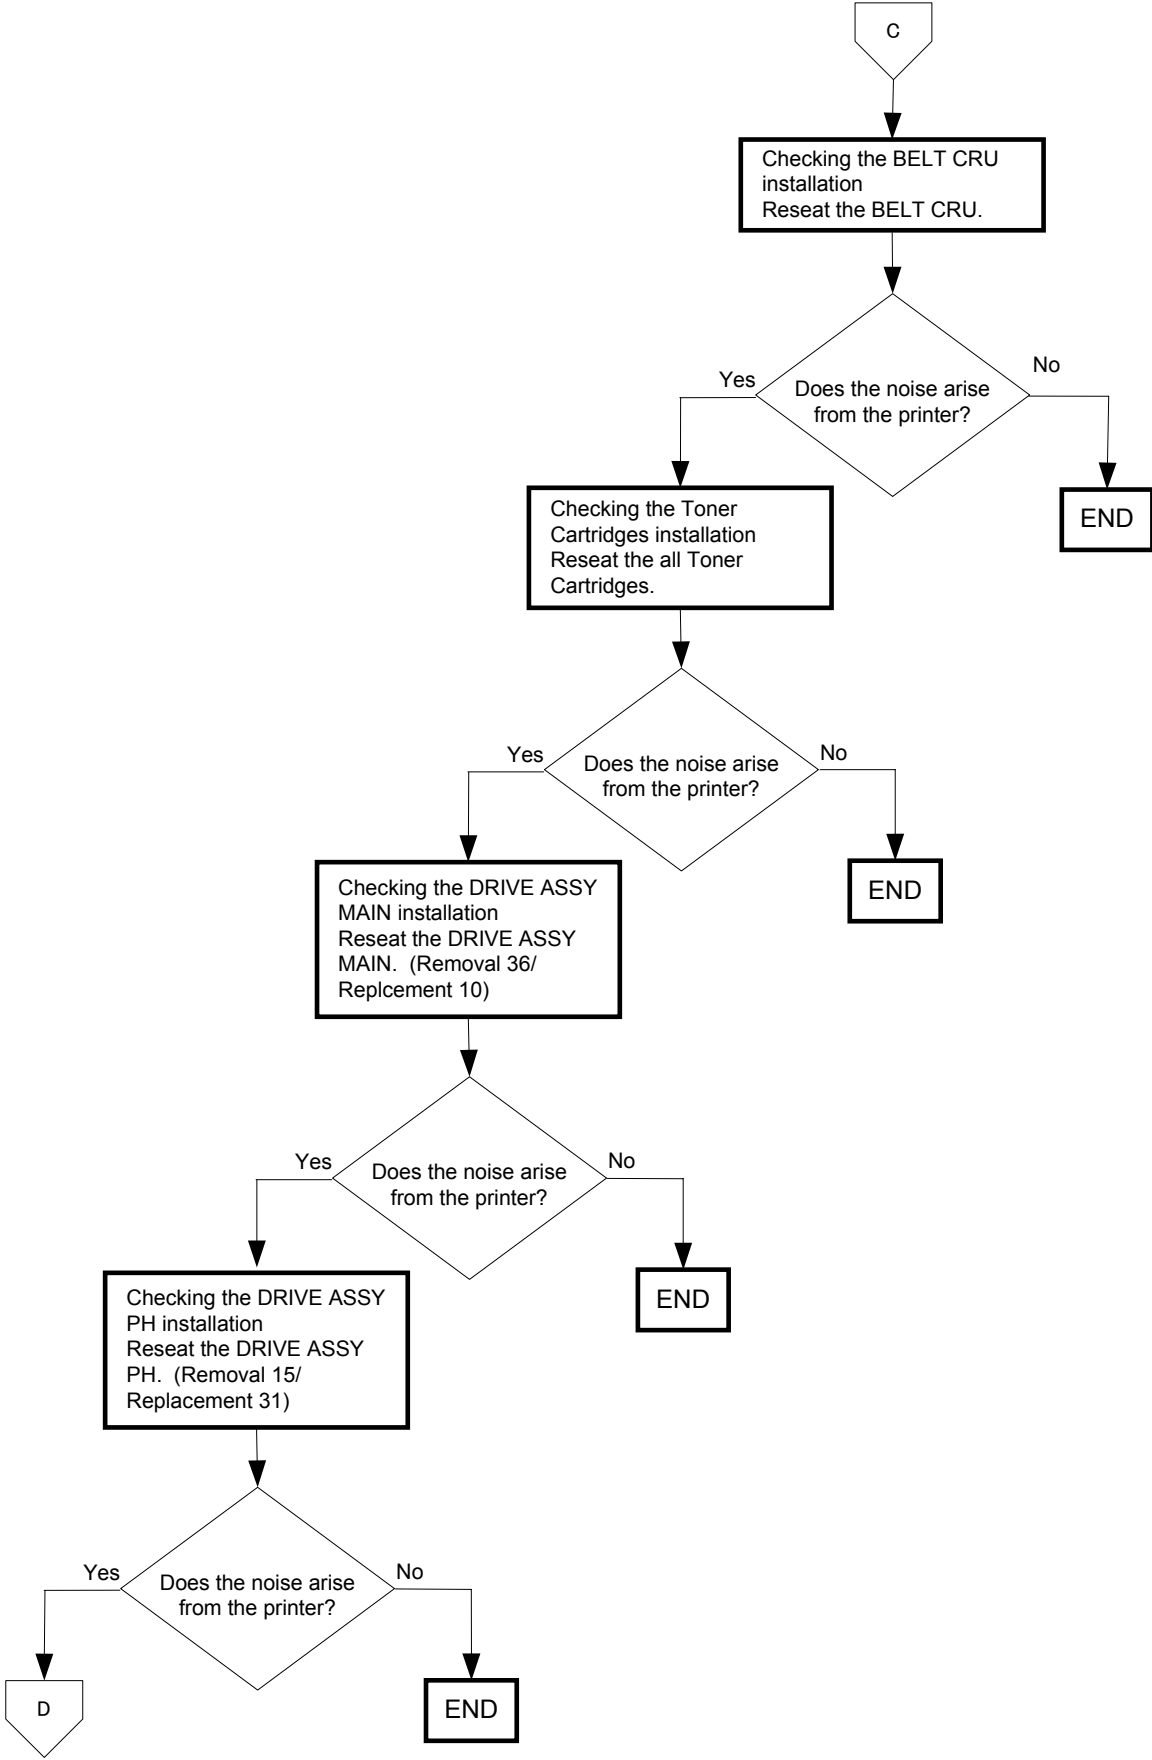 C
Checking the BELT CRU
installation
Reseat the BELT CRU.
Yes
No
Does the noise arise
from the printer?
END
Checking the Toner
Cartridges installation
Reseat the all Toner
Cartridges.
Yes
No
Does the noise arise
from the printer?
END
Checking the DRIVE ASSY
MAIN installation
Reseat the DRIVE ASSY
MAIN.  (Removal 36/
Replcement 10)
Yes
No
Does the noise arise
from the printer?
END
Checking the DRIVE ASSY
PH installation
Reseat the DRIVE ASSY
PH.  (Removal 15/
Replacement 31)
Yes
No
Does the noise arise
from the printer?
D
END